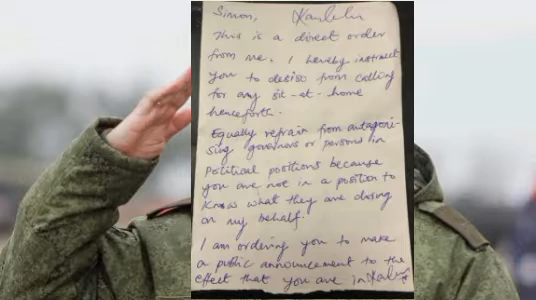 Simon,
This is a direct order
from me. I hereby instruct
you to desist from calling
for any sit-at-home
henceforth.
Equally refrain from antagoni-
sing governors or persons in
political positions because
you are not in a position to
know what they are doing
on my behalf.
I am ordering you to make
a public announcement to the
effect that you are in